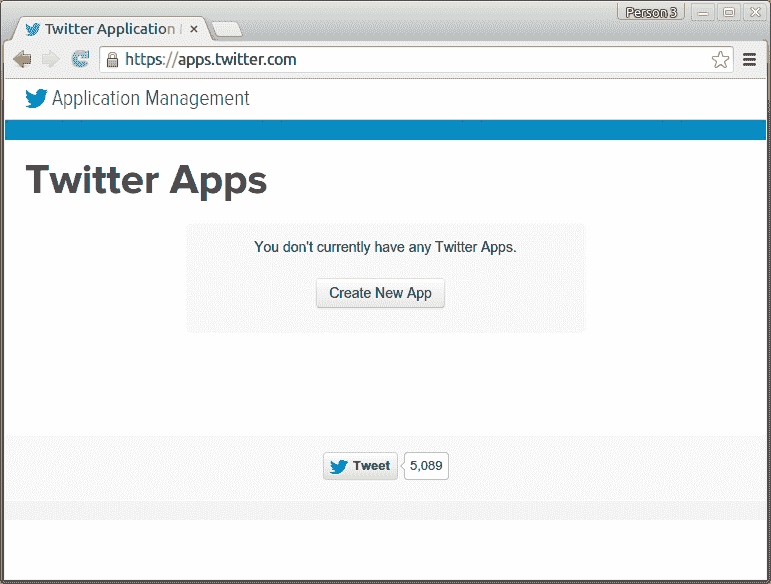 Person 3
Twitter Application
https://apps.twitter.com
Application Management
Twitter Apps
You don't currently have any Twitter Apps.
Create New App
Tweet 5,089